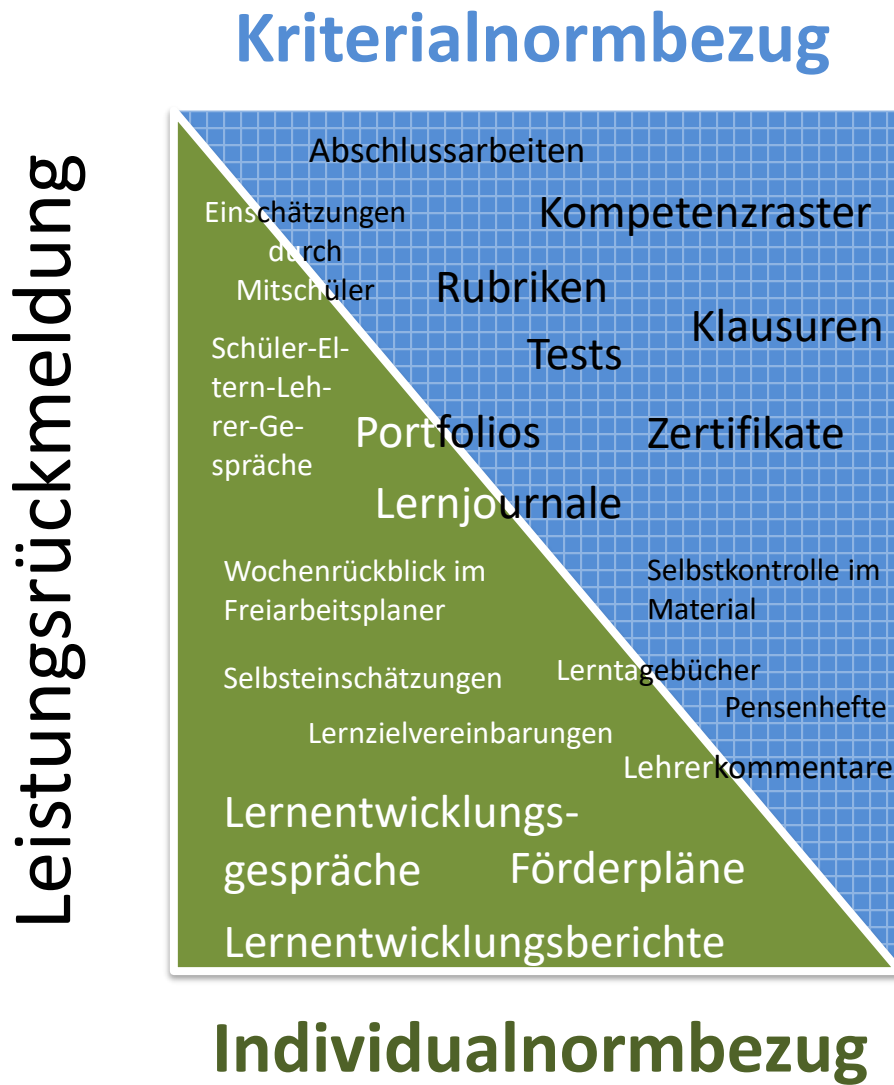 Kriterialnormbezug
Leistungsrückmeldung
Abschlussarbeiten
Einschätzungen
durch
Mitschüler
Kompetenzraster
Rubriken
Klausuren
Tests
Schüler-El-
tern-Leh-
rer-Ge-
spräche
Portfolios
Zertifikate
Lernjournale
Wochenrückblick im
Freiarbeitsplaner
Selbstkontrolle im
Material
Selbsteinschätzungen
Lerntagebücher
Pensenhefte
Lernzielvereinbarungen
Lehrerkommentare
Lernentwicklungs-
gespräche
Förderpläne
Lernentwicklungsberichte
Individualnormbezug